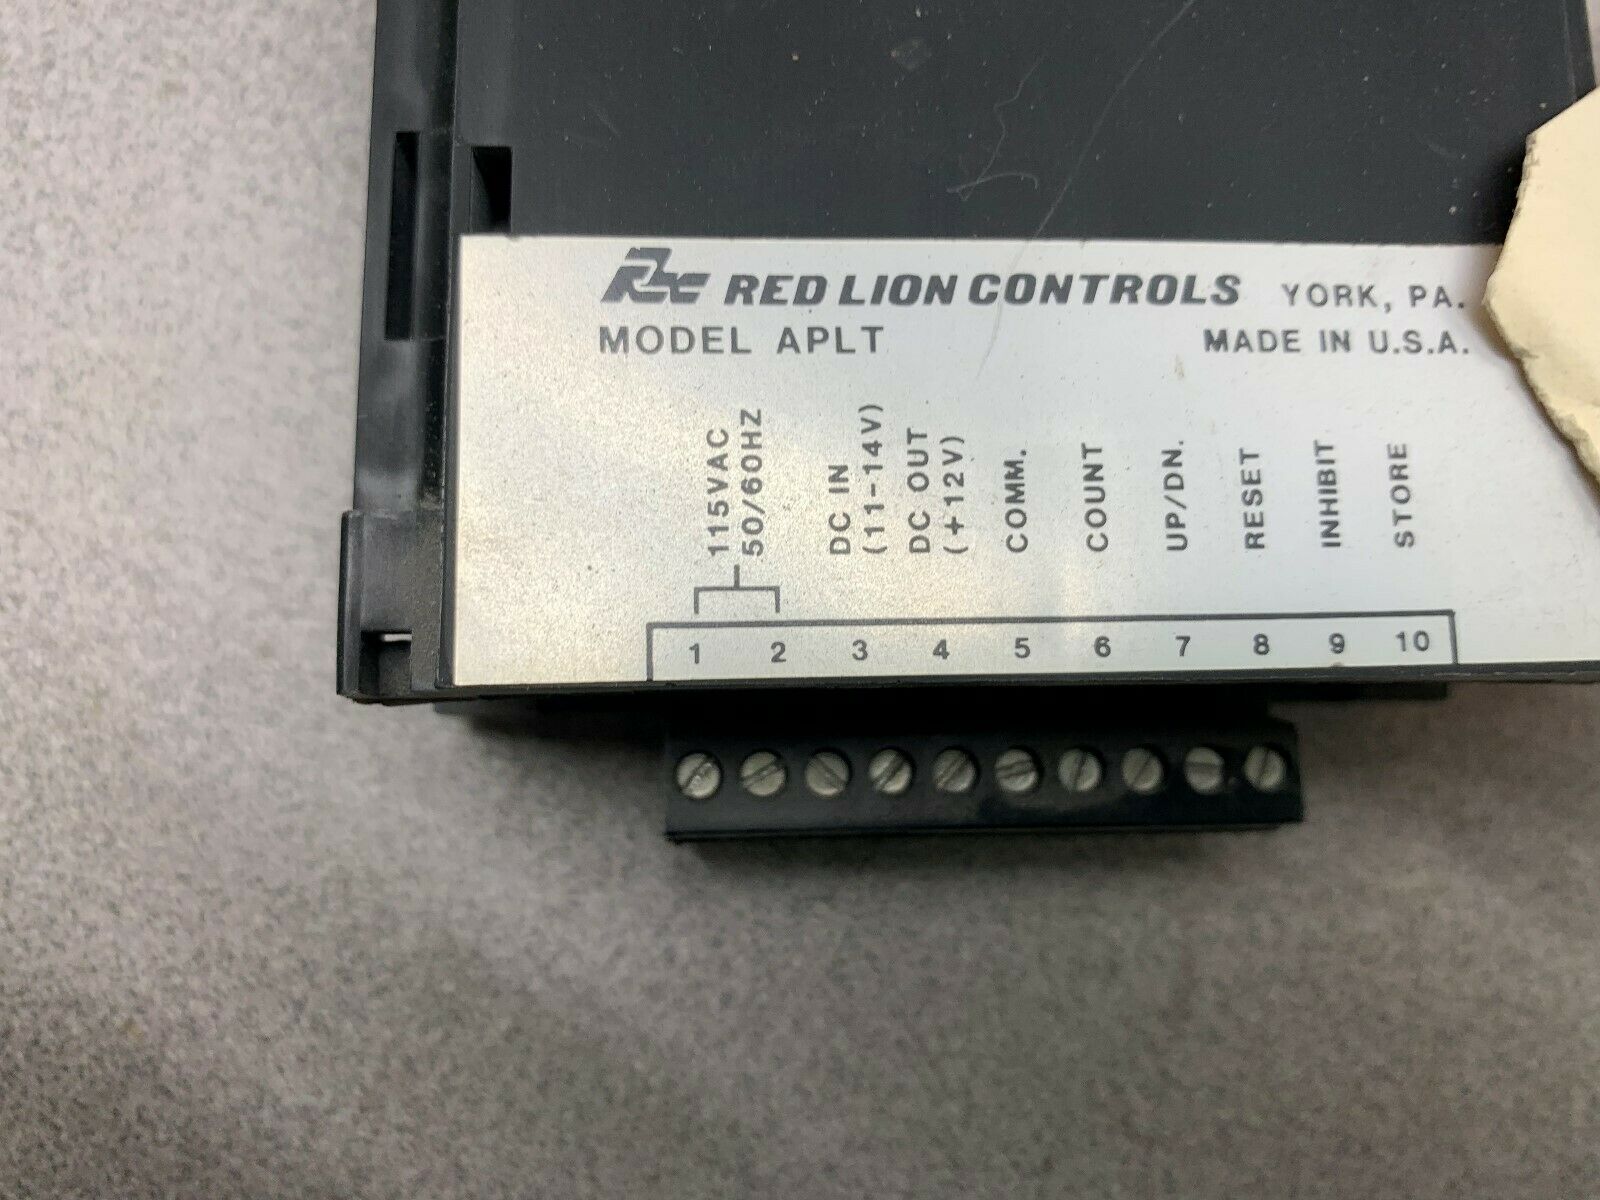 RLC RED LION CONTROLS YORK, PA.
MODEL APLT MADE IN U.S.A.
115VAC
50/60HZ
DC IN
(11-14V)
DC OUT
(+12V)
COMM.
COUNT
UP/DN.
RESET
INHIBIT
STORE
1 2 3 4 5 6 7 8 9 10